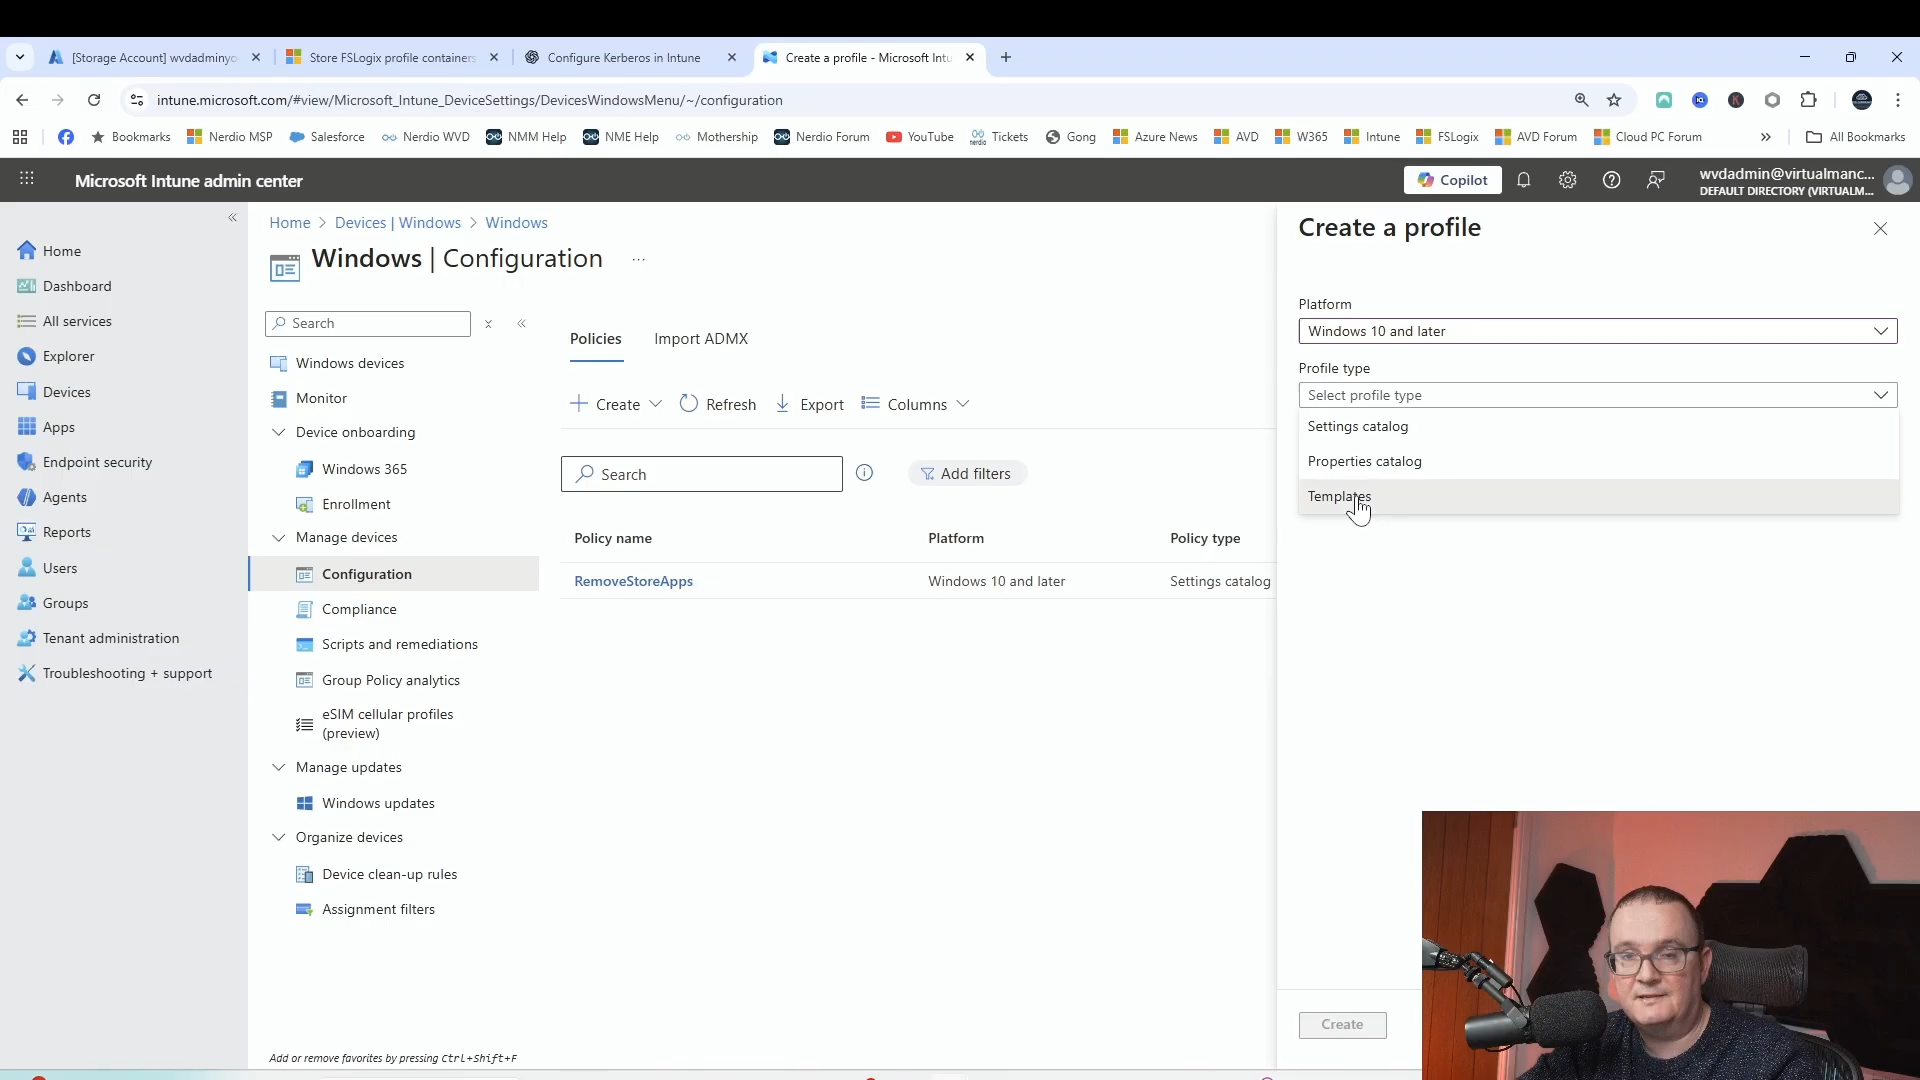 [Storage Account] wvdadminyo
Store FSLogix profile containers
Configure Kerberos in Intune
Create a profile - Microsoft Intu
intune.microsoft.com/#view/Microsoft_Intune_DeviceSettings/DevicesWindowsMenu/~/configuration
Bookmarks
Nerdio MSP
Salesforce
Nerdio WVD
NMM Help
NME Help
Mothership
Nerdio Forum
YouTube
Tickets
Gong
Azure News
AVD
W365
Intune
FSLogix
AVD Forum
Cloud PC Forum
All Bookmarks
Microsoft Intune admin center
Copilot
wvdadmin@virtualmanc...
DEFAULT DIRECTORY (VIRTUALM...
Home
Dashboard
All services
Explorer
Devices
Apps
Endpoint security
Agents
Reports
Users
Groups
Tenant administration
Troubleshooting + support
Home > Devices | Windows > Windows
Windows | Configuration ...
Search
Windows devices
Monitor
Device onboarding
Windows 365
Enrollment
Manage devices
Configuration
Compliance
Scripts and remediations
Group Policy analytics
eSIM cellular profiles
(preview)
Manage updates
Windows updates
Organize devices
Device clean-up rules
Assignment filters
Add or remove favorites by pressing Ctrl+Shift+F
Policies
Import ADMX
Create
Refresh
Export
Columns
Search
Add filters
Policy name
Platform
Policy type
RemoveStoreApps
Windows 10 and later
Settings catalog
Create a profile
Platform
Windows 10 and later
Profile type
Select profile type
Settings catalog
Properties catalog
Templates
Create